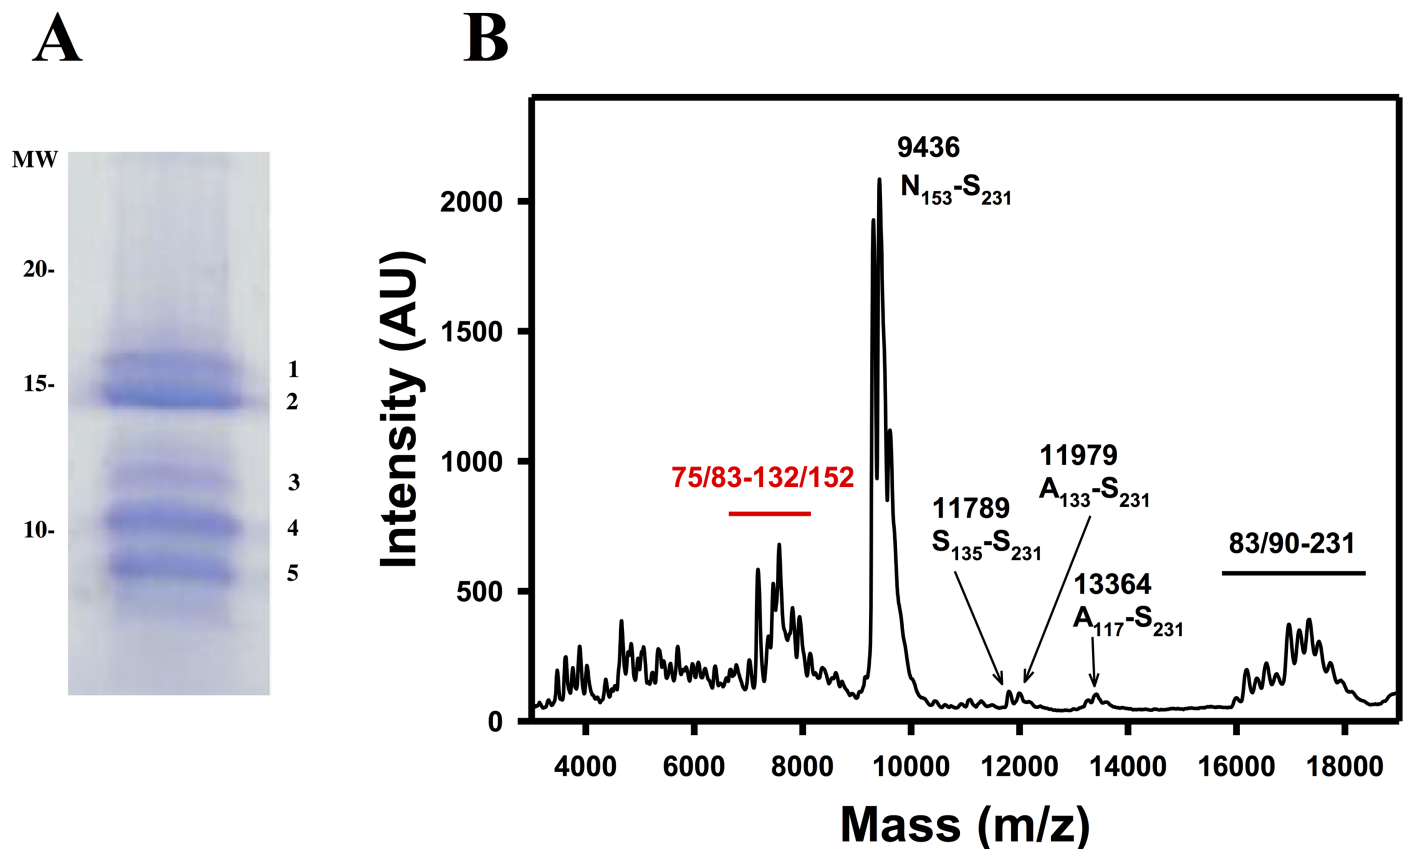 A
B
MW
20-
15-
10-
1
2
3
4
5
Intensity (AU)
2000
1500
1000
500
0
9436
N153-S231
75/83-132/152
11789
S135-S231
11979
A133-S231
13364
A117-S231
83/90-231
4000 6000 8000 10000 12000 14000 16000 18000
Mass (m/z)